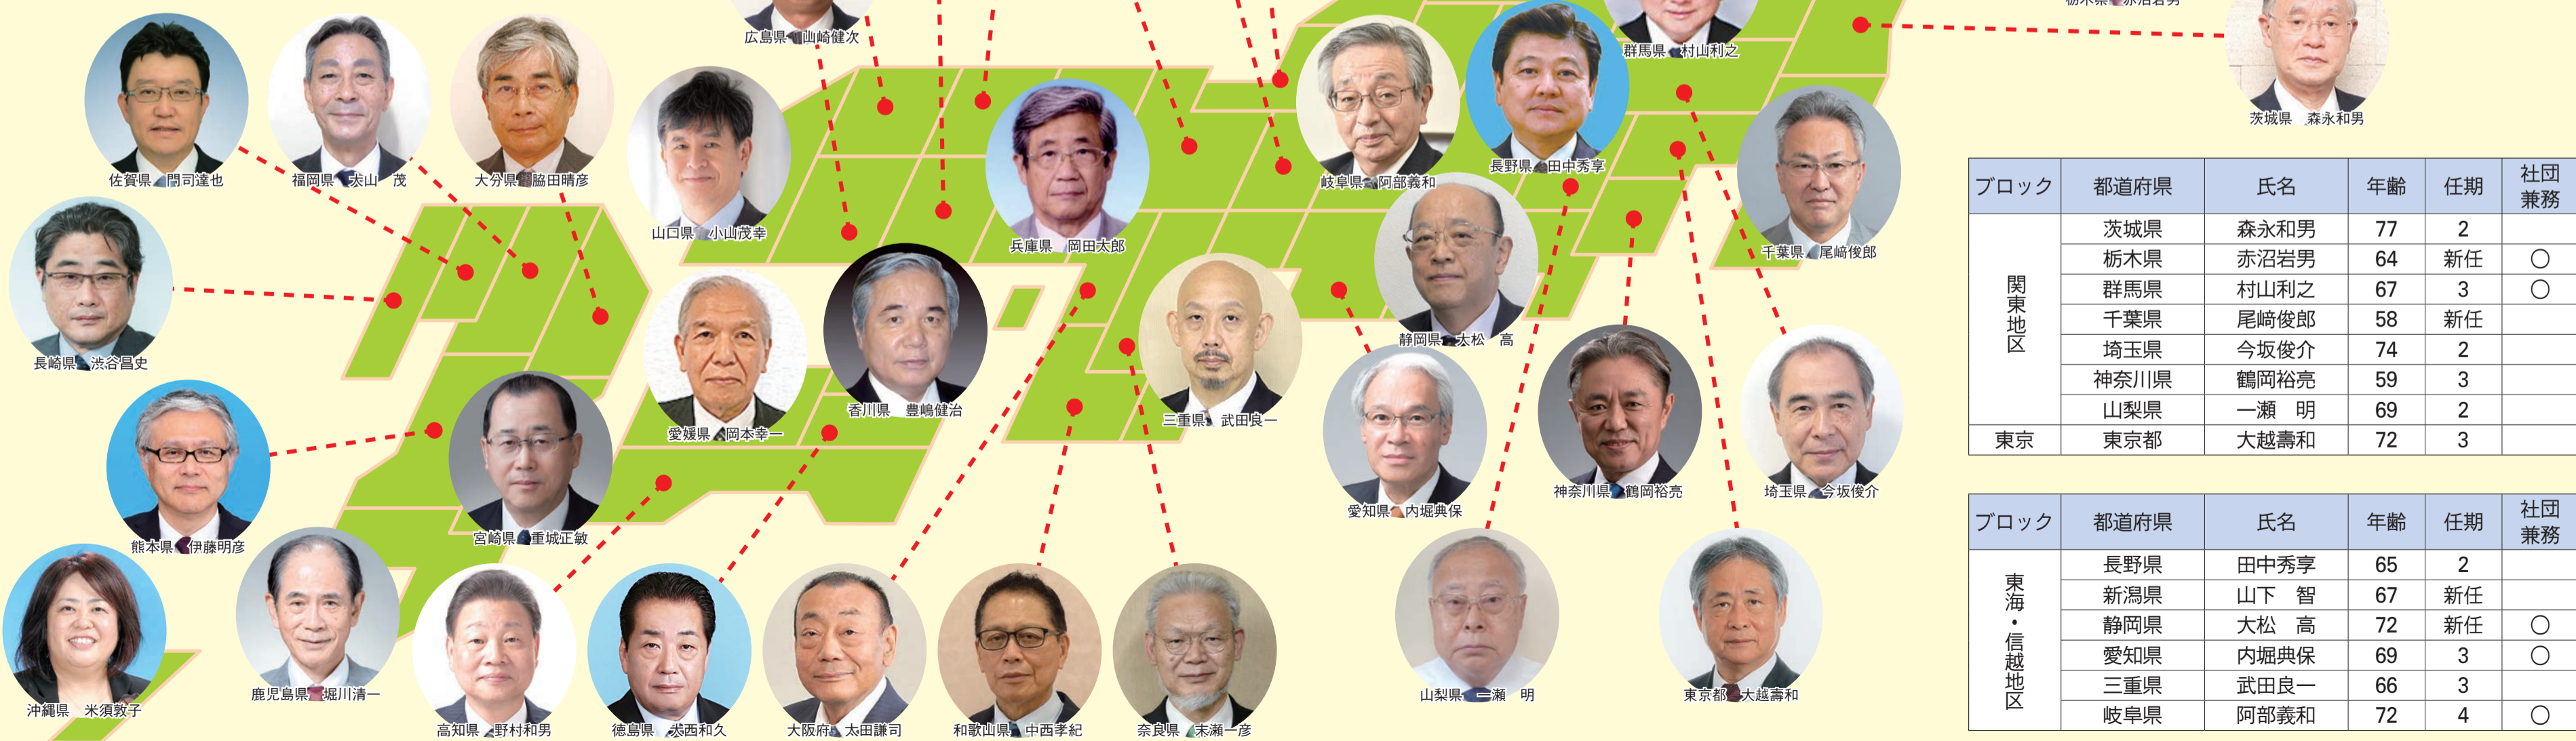 栃木県 赤沼岩男
広島県 山崎健次
群馬県 村山利之
茨城県 森永和男
佐賀県 門司達也
福岡県 犬山 茂
大分県 脇田晴彦
岐阜県 阿部義和
長野県 田中秀享
山口県 小山茂幸
兵庫県 岡田太郎
千葉県 尾﨑俊郎
静岡県 大松 高
長崎県 渋谷昌史
香川県 豊嶋健治
三重県 武田良一
愛媛県 岡本幸一
愛知県 内堀典保
神奈川県 鶴岡裕亮
埼玉県 今坂俊介
熊本県 伊藤明彦
宮崎県 重城正敏
沖縄県 米須敦子
鹿児島県 堀川清一
高知県 野村和男
徳島県 大西和久
大阪府 太田謙司
和歌山県 中西孝紀
奈良県 末瀬一彦
山梨県 一瀬 明
東京都 大越壽和
ブロック 都道府県 氏名 年齢 任期 社団兼務
関東地区 茨城県 森永和男 77 2
栃木県 赤沼岩男 64 新任 ○
群馬県 村山利之 67 3 ○
千葉県 尾﨑俊郎 58 新任
埼玉県 今坂俊介 74 2
神奈川県 鶴岡裕亮 59 3
山梨県 一瀬 明 69 2
東京 東京都 大越壽和 72 3
ブロック 都道府県 氏名 年齢 任期 社団兼務
東海・信越地区 長野県 田中秀享 65 2
新潟県 山下 智 67 新任
静岡県 大松 高 72 新任 ○
愛知県 内堀典保 69 3 ○
三重県 武田良一 66 3
岐阜県 阿部義和 72 4 ○